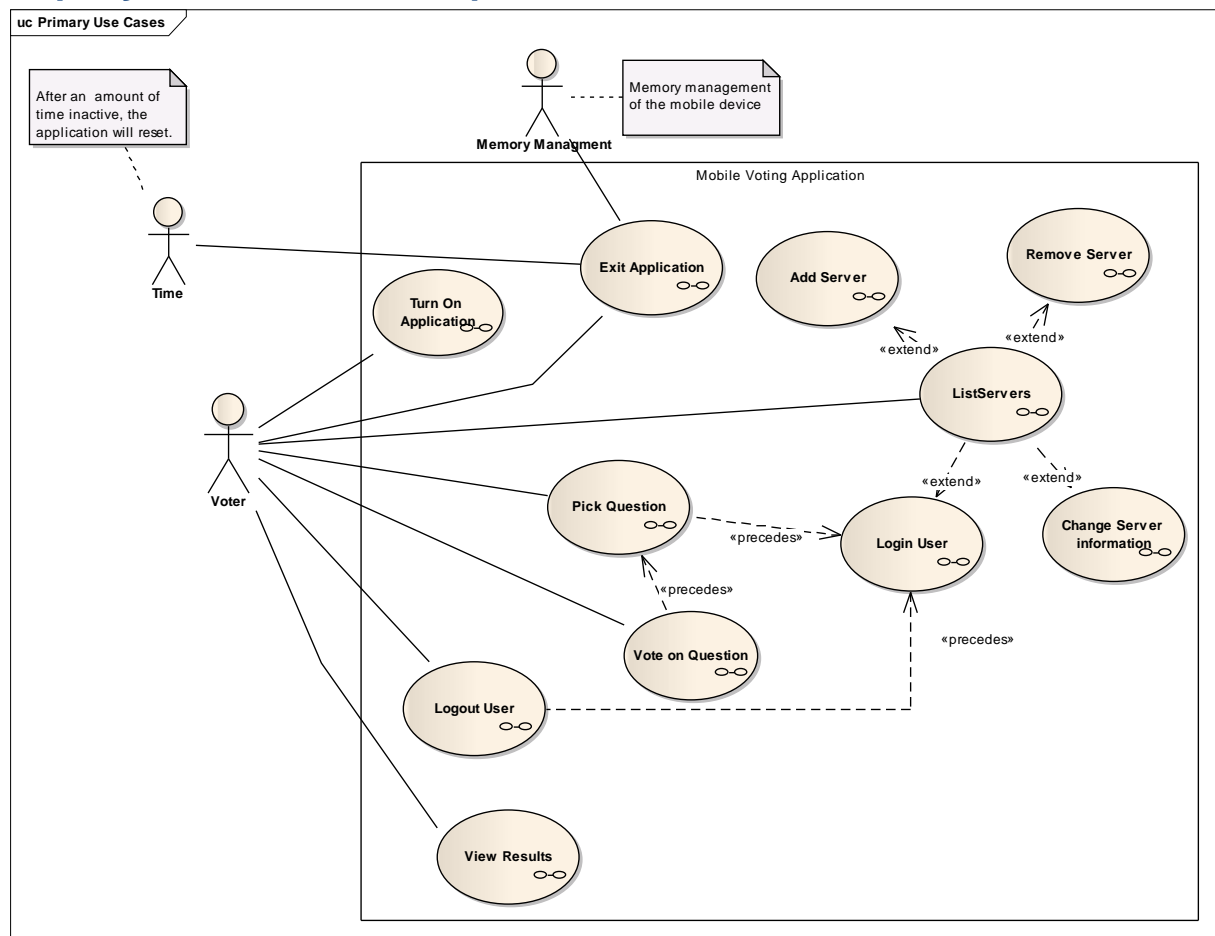 uc Primary Use Cases
After an amount of
time inactive, the
application will reset.
Memory management
of the mobile device
Memory Managment
Mobile Voting Application
Time
Exit Application
Add Server
Remove Server
Turn On
Application
«extend»
«extend»
ListServers
Voter
«extend»
«extend»
Pick Question
«precedes»
Login User
Change Server
information
«precedes»
Vote on Question
«precedes»
Logout User
View Results